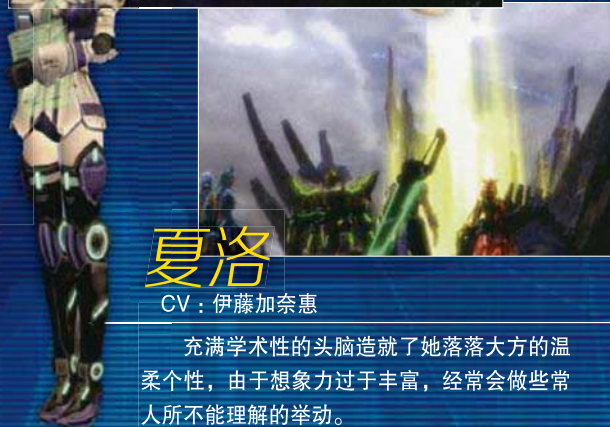 夏洛
CV：伊藤加奈惠
充满学术性的头脑造就了她落落大方的温
柔个性，由于想象力过于丰富，经常会做些常
人所不能理解的举动。